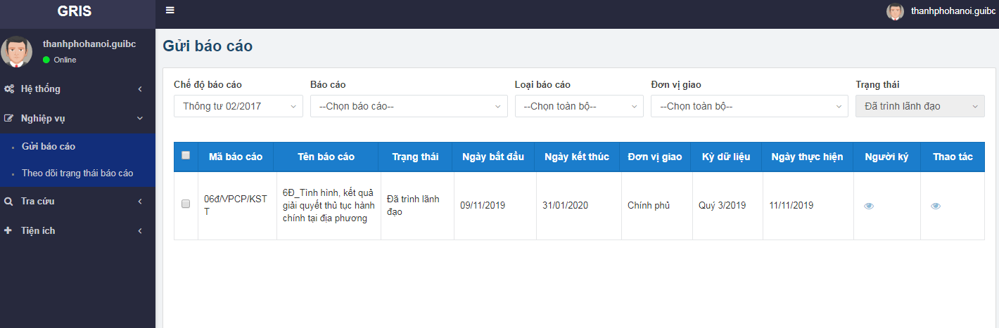 GRIS
thanhphohanoi.guibc
thanhphohanoi.guibc
Online
Hệ thống
Nghiệp vụ
Gửi báo cáo
Theo dõi trạng thái báo cáo
Tra cứu
Tiện ích
Gửi báo cáo
Chế độ báo cáo Báo cáo Loại báo cáo Đơn vị giao Trạng thái
Thông tư 02/2017 --Chọn báo cáo-- --Chọn toàn bộ-- --Chọn toàn bộ-- Đã trình lãnh đạo
Mã báo cáo Tên báo cáo Trạng thái Ngày bắt đầu Ngày kết thúc Đơn vị giao Kỳ dữ liệu Ngày thực hiện Người ký Thao tác
06đ/VPCP/KST
T
6Đ_Tình hình, kết quả
giải quyết thủ tục hành
chính tại địa phương
Đã trình lãnh
đạo
09/11/2019 31/01/2020 Chính phủ Quý 3/2019 11/11/2019